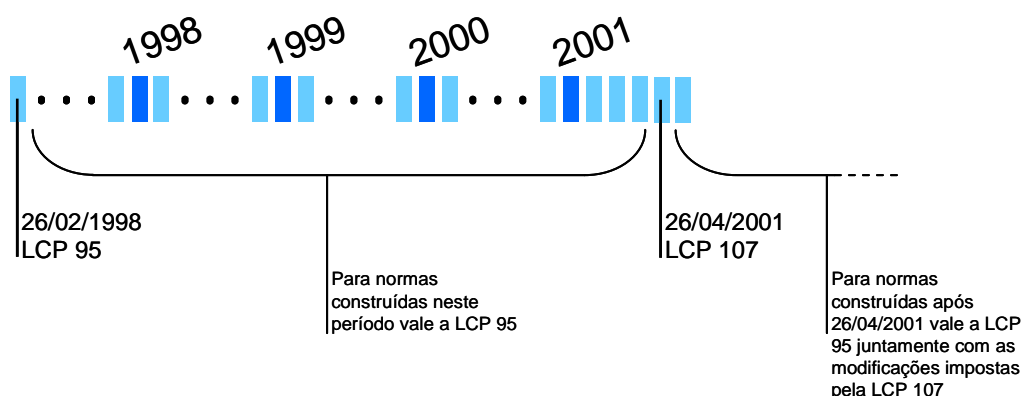 1998
1999
2000
2001
26/02/1998
LCP 95
26/04/2001
LCP 107
Para normas
construídas neste
período vale a LCP 95
Para normas
construídas após
26/04/2001 vale a LCP
95 juntamente com as
modificações impostas
pela LCP 107